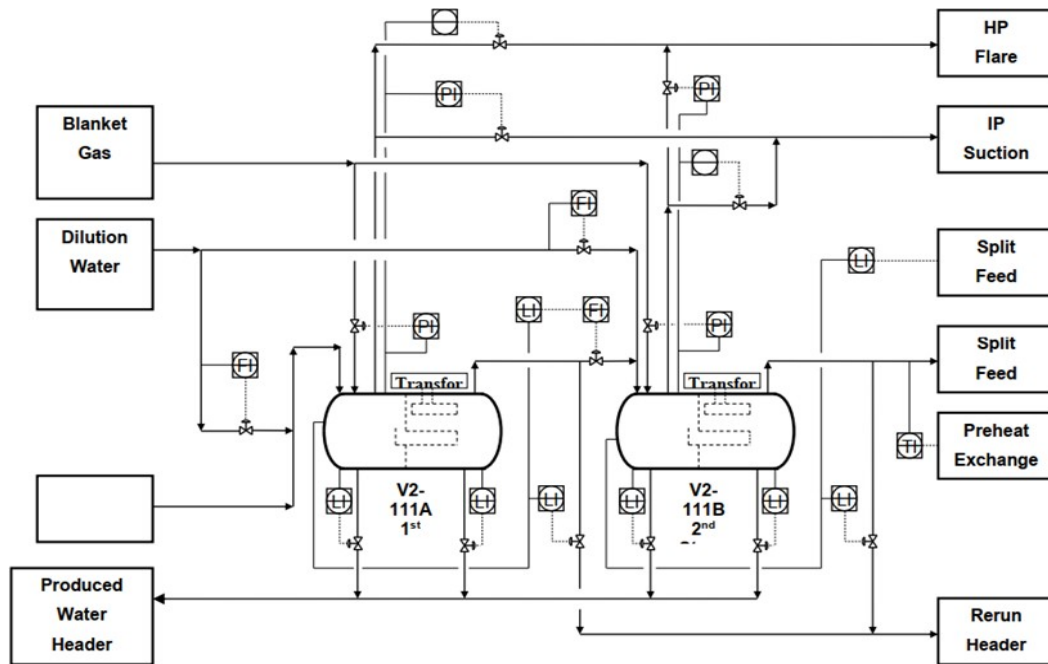 HP
Flare
PI
PI
Blanket
Gas
IP
Suction
Dilution
Water
FI
LI
Split
Feed
LI
FI
PI
PI
Split
Feed
FI
Transfor
Transfor
TI
Preheat
Exchange
LI
LI
LI
LI
LI
LI
V2-
111A
1st
V2-
111B
2nd
Produced
Water
Header
Rerun
Header